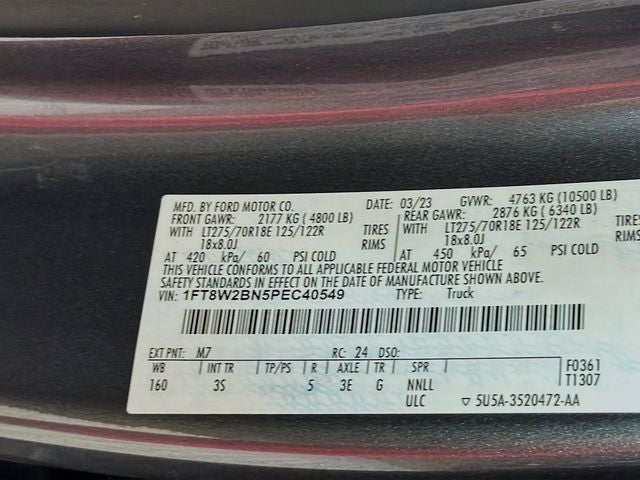 MFD. BY FORD MOTOR CO. DATE: 03/23 GVWR: 4763 KG (10500 LB)
FRONT GAWR: 2177 KG ( 4800 LB) REAR GAWR: 2876 KG ( 6340 LB)
WITH LT275/70R18E 125/122R TIRES WITH LT275/70R18E 125/122R TIRES
18x8.0J RIMS 18x8.0J RIMS
AT 420 kPa/ 60 PSI COLD AT 450 kPa/ 65 PSI COLD
THIS VEHICLE CONFORMS TO ALL APPLICABLE FEDERAL MOTOR VEHICLE
SAFETY STANDARDS IN EFFECT ON THE DATE OF MANUFACTURE SHOWN ABOVE.
VIN: 1FT8W2BN5PEC40549 TYPE: Truck
EXT PNT: M7 RC: 24 DSO:
WB INT TR TP/PS R AXLE TR SPR F0361
160 3S 5 3E G NNLL T1307
ULC ▽ 5U5A-3520472-AA